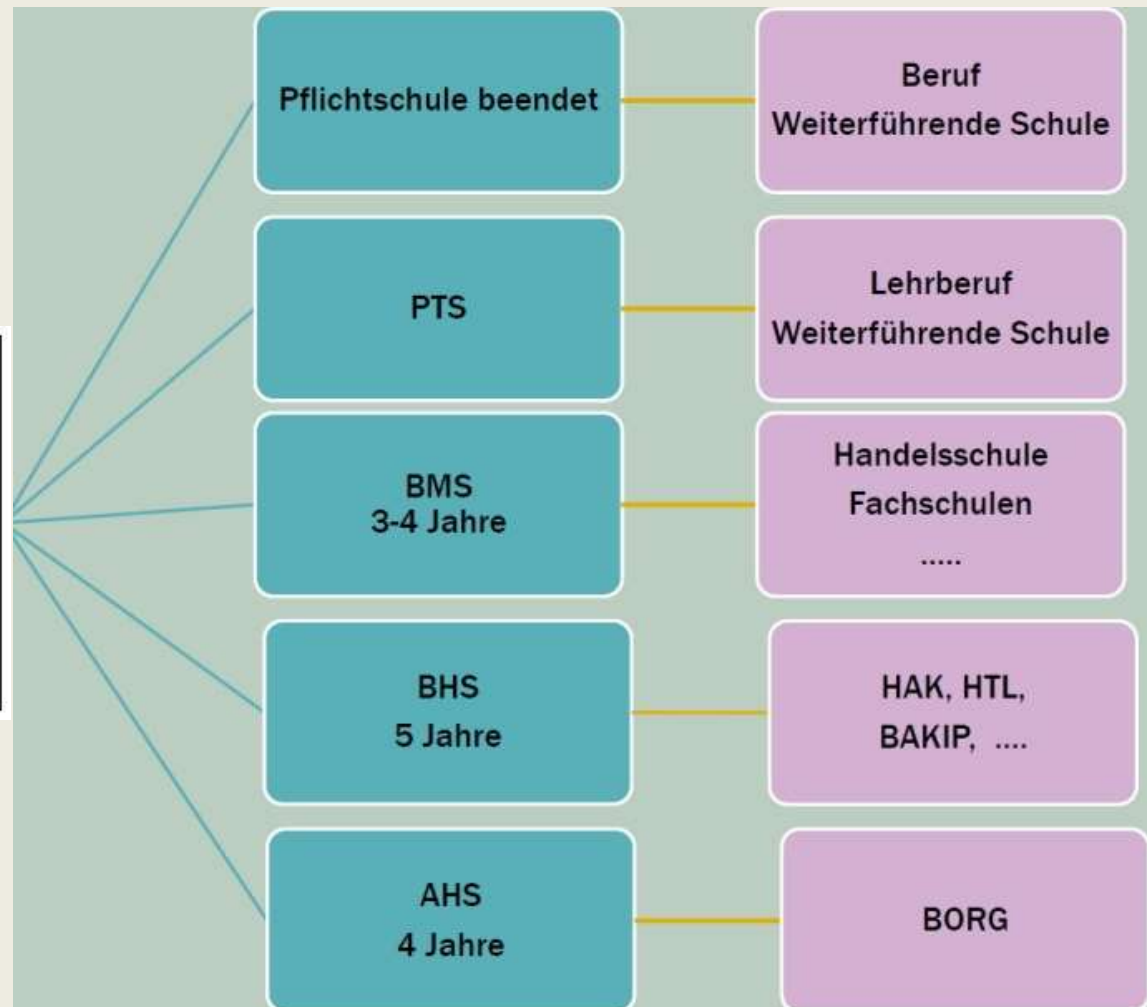 Pflichtschule beendet
Beruf
Weiterführende Schule
PTS
Lehrberuf
Weiterführende Schule
BMS
3-4 Jahre
Handelsschule
Fachschulen
.....
BHS
5 Jahre
HAK, HTL,
BAKIP, ....
AHS
4 Jahre
BORG